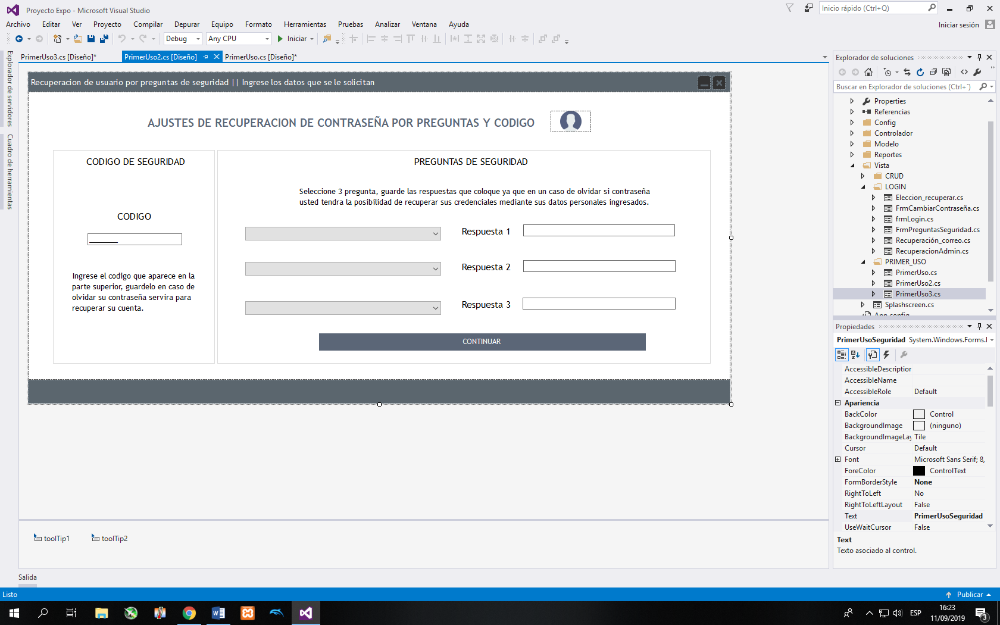 Proyecto Expo - Microsoft Visual Studio
Inicio rápido (Ctrl+Q)
Archivo Editar Ver Proyecto Compilar Depurar Equipo Formato Herramientas Pruebas Analizar Ventana Ayuda
Iniciar sesión
Debug Any CPU Iniciar
Explorador de servidores
Cuadro de herramientas
PrimerUso3.cs [Diseño]* PrimerUso2.cs [Diseño] PrimerUso.cs [Diseño]*
Recuperacion de usuario por preguntas de seguridad || Ingrese los datos que se le solicitan
AJUSTES DE RECUPERACION DE CONTRASEÑA POR PREGUNTAS Y CODIGO
CODIGO DE SEGURIDAD
CODIGO
_______
Ingrese el codigo que aparece en la
parte superior, guardelo en caso de
olvidar su contraseña servira para
recuperar su cuenta.
PREGUNTAS DE SEGURIDAD
Seleccione 3 pregunta, guarde las respuestas que coloque ya que en un caso de olvidar si contraseña
usted tendra la posibilidad de recuperar sus credenciales mediante sus datos personales ingresados.
Respuesta 1
Respuesta 2
Respuesta 3
CONTINUAR
toolTip1 toolTip2
Salida
Explorador de soluciones
Buscar en Explorador de soluciones (Ctrl+`)
Properties
Referencias
Config
Controlador
Modelo
Reportes
Vista
CRUD
LOGIN
Eleccion_recuperar.cs
FrmCambiarContraseña.cs
frmLogin.cs
FrmPreguntasSeguridad.cs
Recuperación_correo.cs
RecuperacionAdmin.cs
PRIMER_USO
PrimerUso.cs
PrimerUso2.cs
PrimerUso3.cs
Splashscreen.cs
App.config
Propiedades
PrimerUsoSeguridad System.Windows.Forms.
AccessibleDescription
AccessibleName
AccessibleRole Default
Apariencia
BackColor Control
BackgroundImage (ninguno)
BackgroundImageLay Tile
Cursor Default
Font Microsoft Sans Serif; 8,
ForeColor ControlText
FormBorderStyle None
RightToLeft No
RightToLeftLayout False
Text PrimerUsoSeguridad
UseWaitCursor False
Text
Texto asociado al control.
Listo
Publicar
ESP
16:23
11/09/2019
3